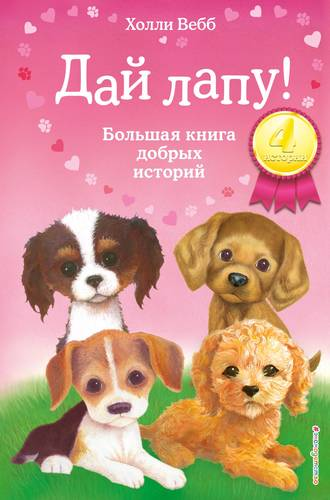 Холли Вебб
Дай лапу!
Большая книга
добрых
историй
4
истории